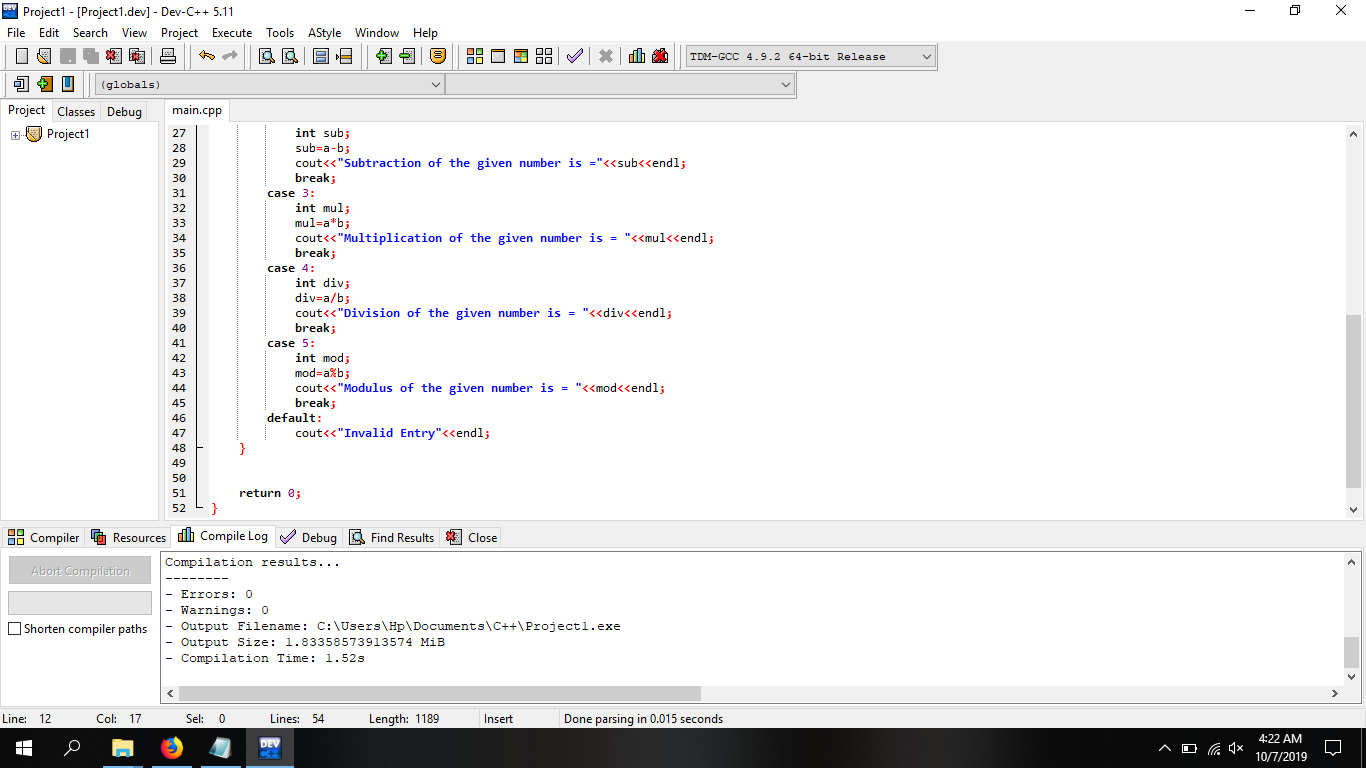 Project1 - [Project1.dev] - Dev-C++ 5.11
File Edit Search View Project Execute Tools AStyle Window Help
TDM-GCC 4.9.2 64-bit Release
(globals)
Project Classes Debug
main.cpp
Project1
27 int sub;
28 sub=a-b;
29 cout<<"Subtraction of the given number is ="<<sub<<endl;
30 break;
31 case 3:
32 int mul;
33 mul=a*b;
34 cout<<"Multiplication of the given number is = "<<mul<<endl;
35 break;
36 case 4:
37 int div;
38 div=a/b;
39 cout<<"Division of the given number is = "<<div<<endl;
40 break;
41 case 5:
42 int mod;
43 mod=a%b;
44 cout<<"Modulus of the given number is = "<<mod<<endl;
45 break;
46 default:
47 cout<<"Invalid Entry"<<endl;
48 }
49
50
51 return 0;
52 }
Compiler Resources Compile Log Debug Find Results Close
Abort Compilation
Shorten compiler paths
Compilation results...
--------
- Errors: 0
- Warnings: 0
- Output Filename: C:\Users\Hp\Documents\C++\Project1.exe
- Output Size: 1.83358573913574 MiB
- Compilation Time: 1.52s
Line: 12 Col: 17 Sel: 0 Lines: 54 Length: 1189 Insert Done parsing in 0.015 seconds
DEV
4:22 AM
10/7/2019